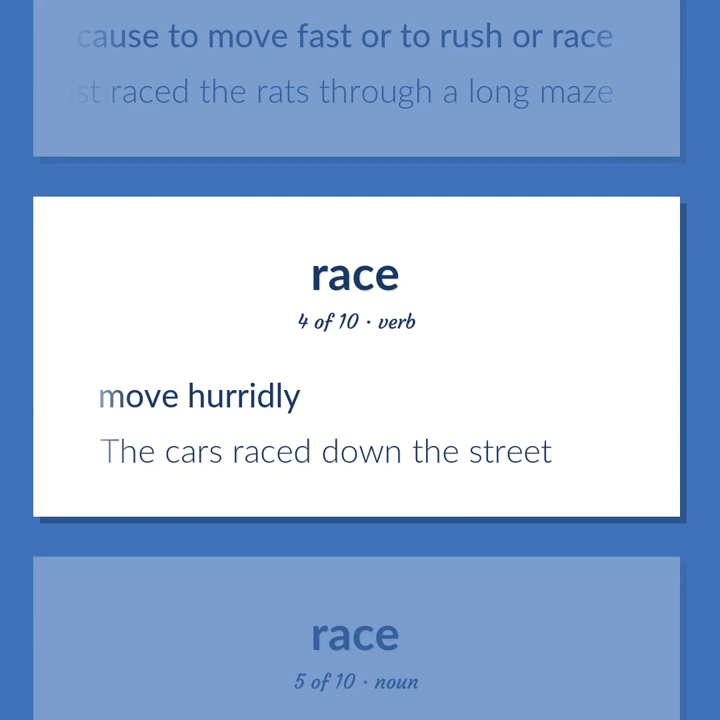 cause to move fast or to rush or race
raced the rats through a long maze
race
4 of 10 · verb
move hurridly
The cars raced down the street
race
5 of 10 · noun